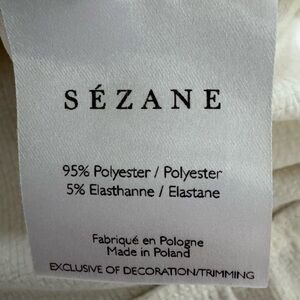 SÉZANE
95% Polyester / Polyester
5% Elasthanne / Elastane
Fabriqué en Pologne
Made in Poland
EXCLUSIVE OF DECORATION/TRIMMING